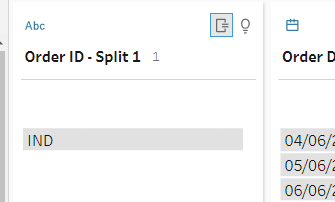 Abc
Order ID - Split 1 1
Order D
IND
04/06/2
05/06/2
06/06/2